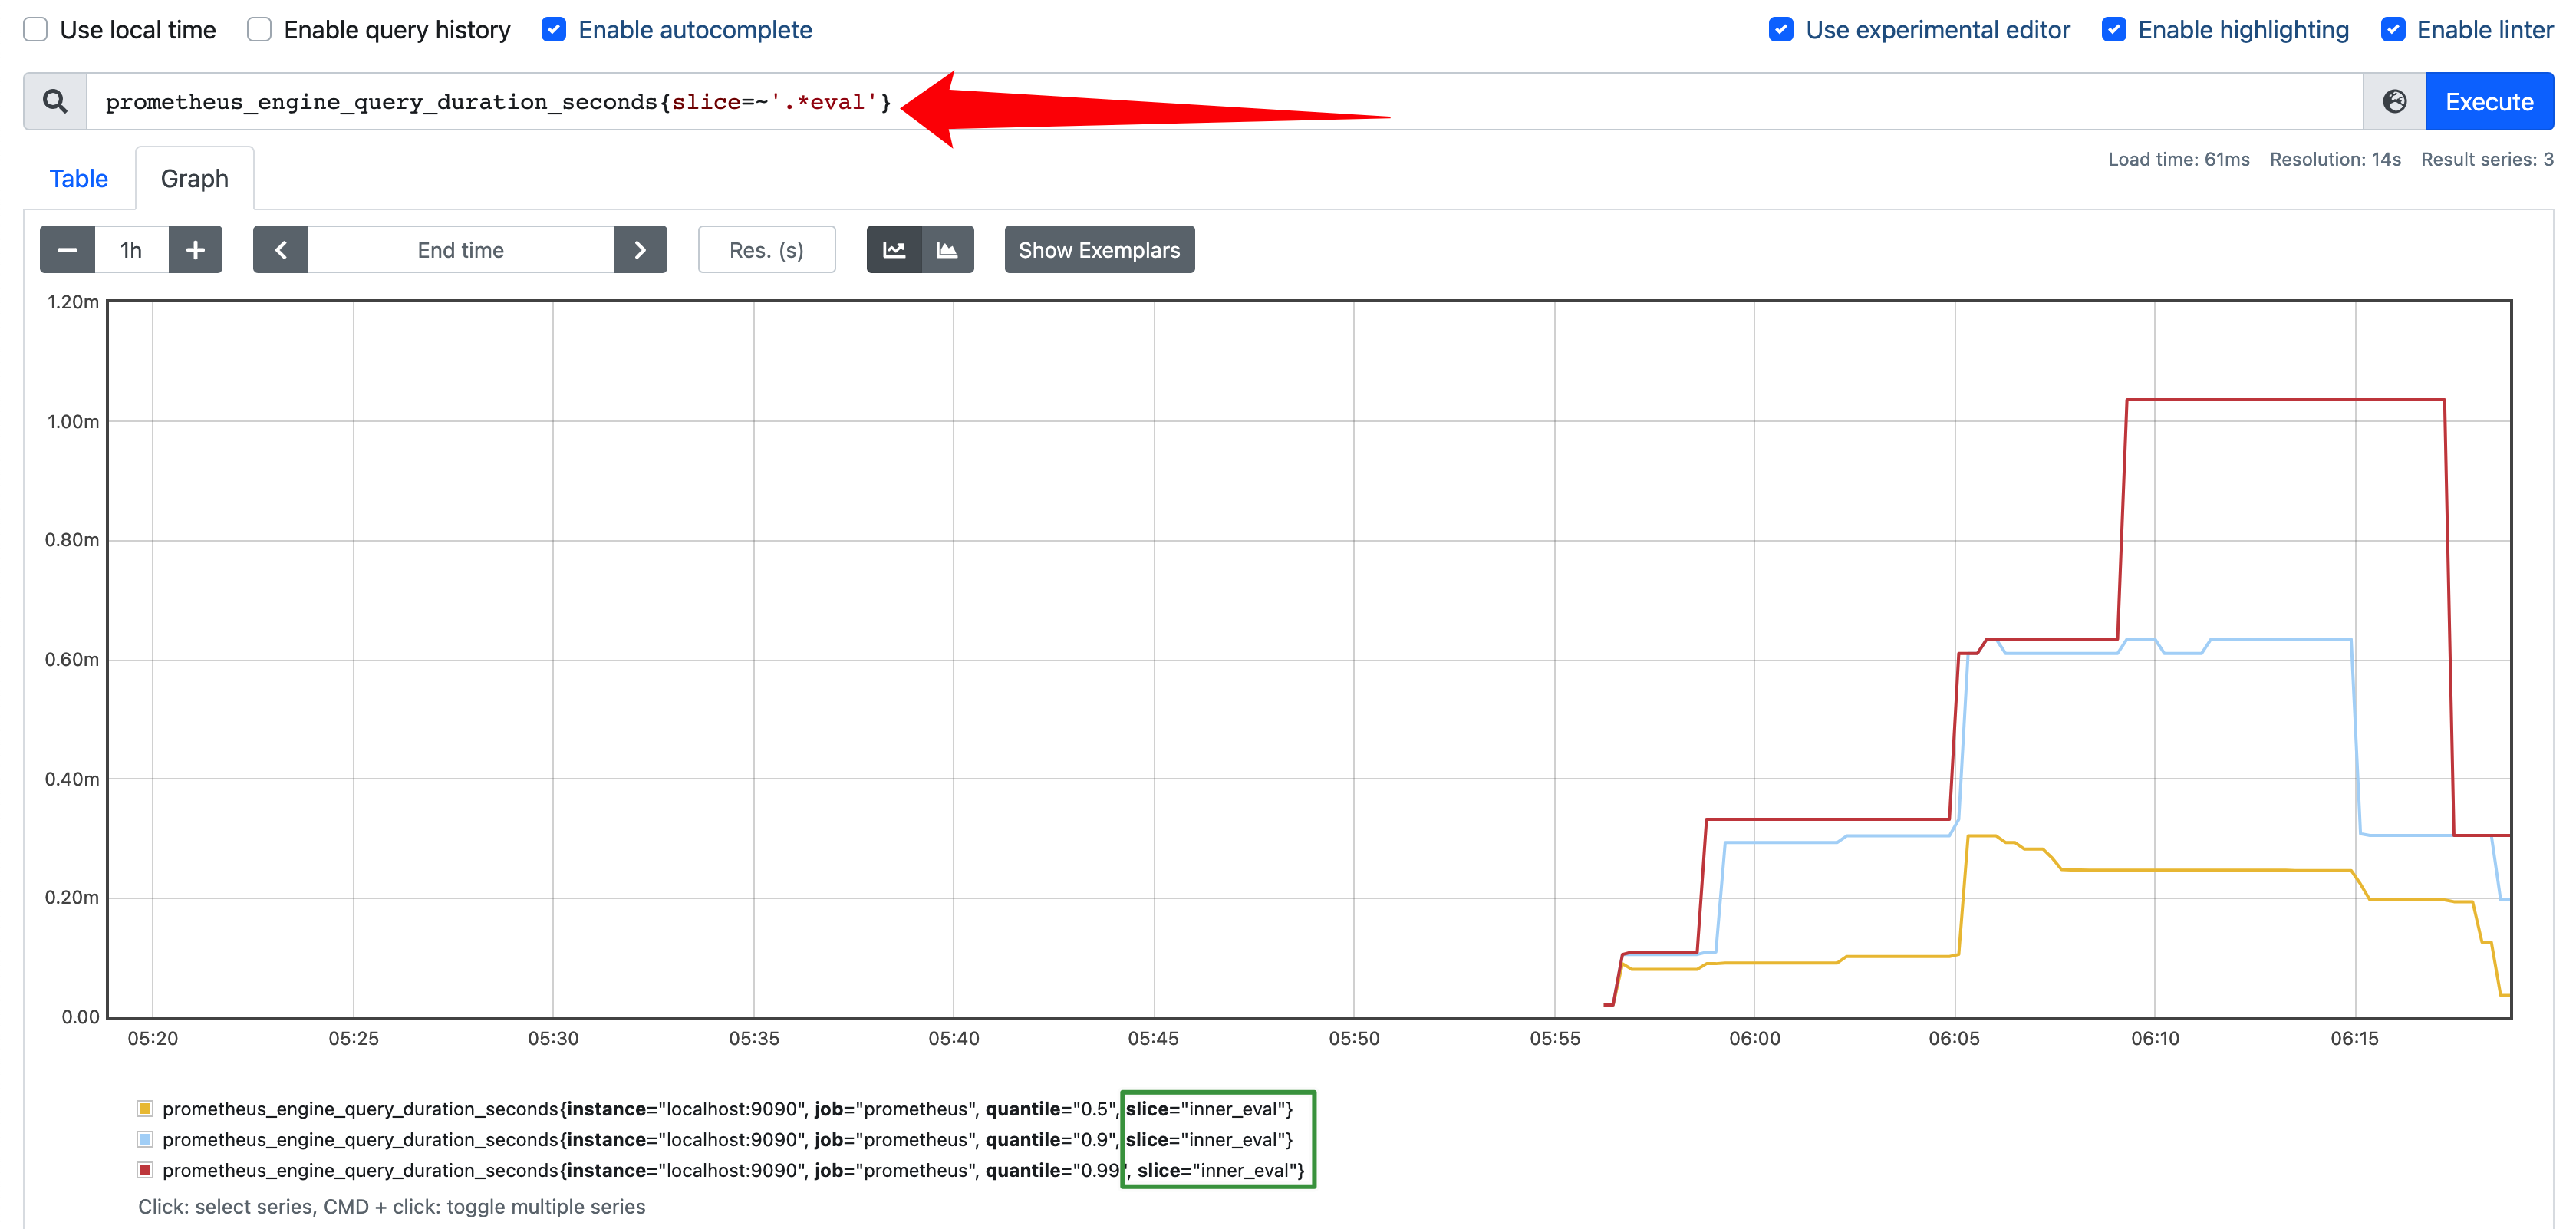 Use local time Enable query history Enable autocomplete Use experimental editor Enable highlighting Enable linter
prometheus_engine_query_duration_seconds{slice=~'.*eval'} Execute
Load time: 61ms Resolution: 14s Result series: 3
Table Graph
1h End time Res. (s) Show Exemplars
1.20m
1.00m
0.80m
0.60m
0.40m
0.20m
0.00
05:20 05:25 05:30 05:35 05:40 05:45 05:50 05:55 06:00 06:05 06:10 06:15
prometheus_engine_query_duration_seconds{instance="localhost:9090", job="prometheus", quantile="0.5", slice="inner_eval"}
prometheus_engine_query_duration_seconds{instance="localhost:9090", job="prometheus", quantile="0.9", slice="inner_eval"}
prometheus_engine_query_duration_seconds{instance="localhost:9090", job="prometheus", quantile="0.99", slice="inner_eval"}
Click: select series, CMD + click: toggle multiple series